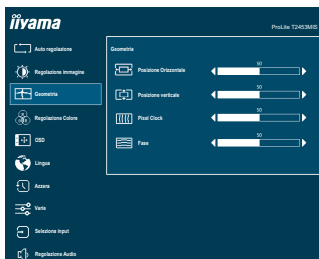 iiyama
ProLite T2453MIS
Auto regolazione
Regolazione immagine
Geometria
Regolazione Colore
OSD
Lingua
Azzera
Varie
Selezione input
Regolazione Audio
Geometria
Posizione Orizzontale
50
Posizione verticale
50
Pixel Clock
50
Fase
50